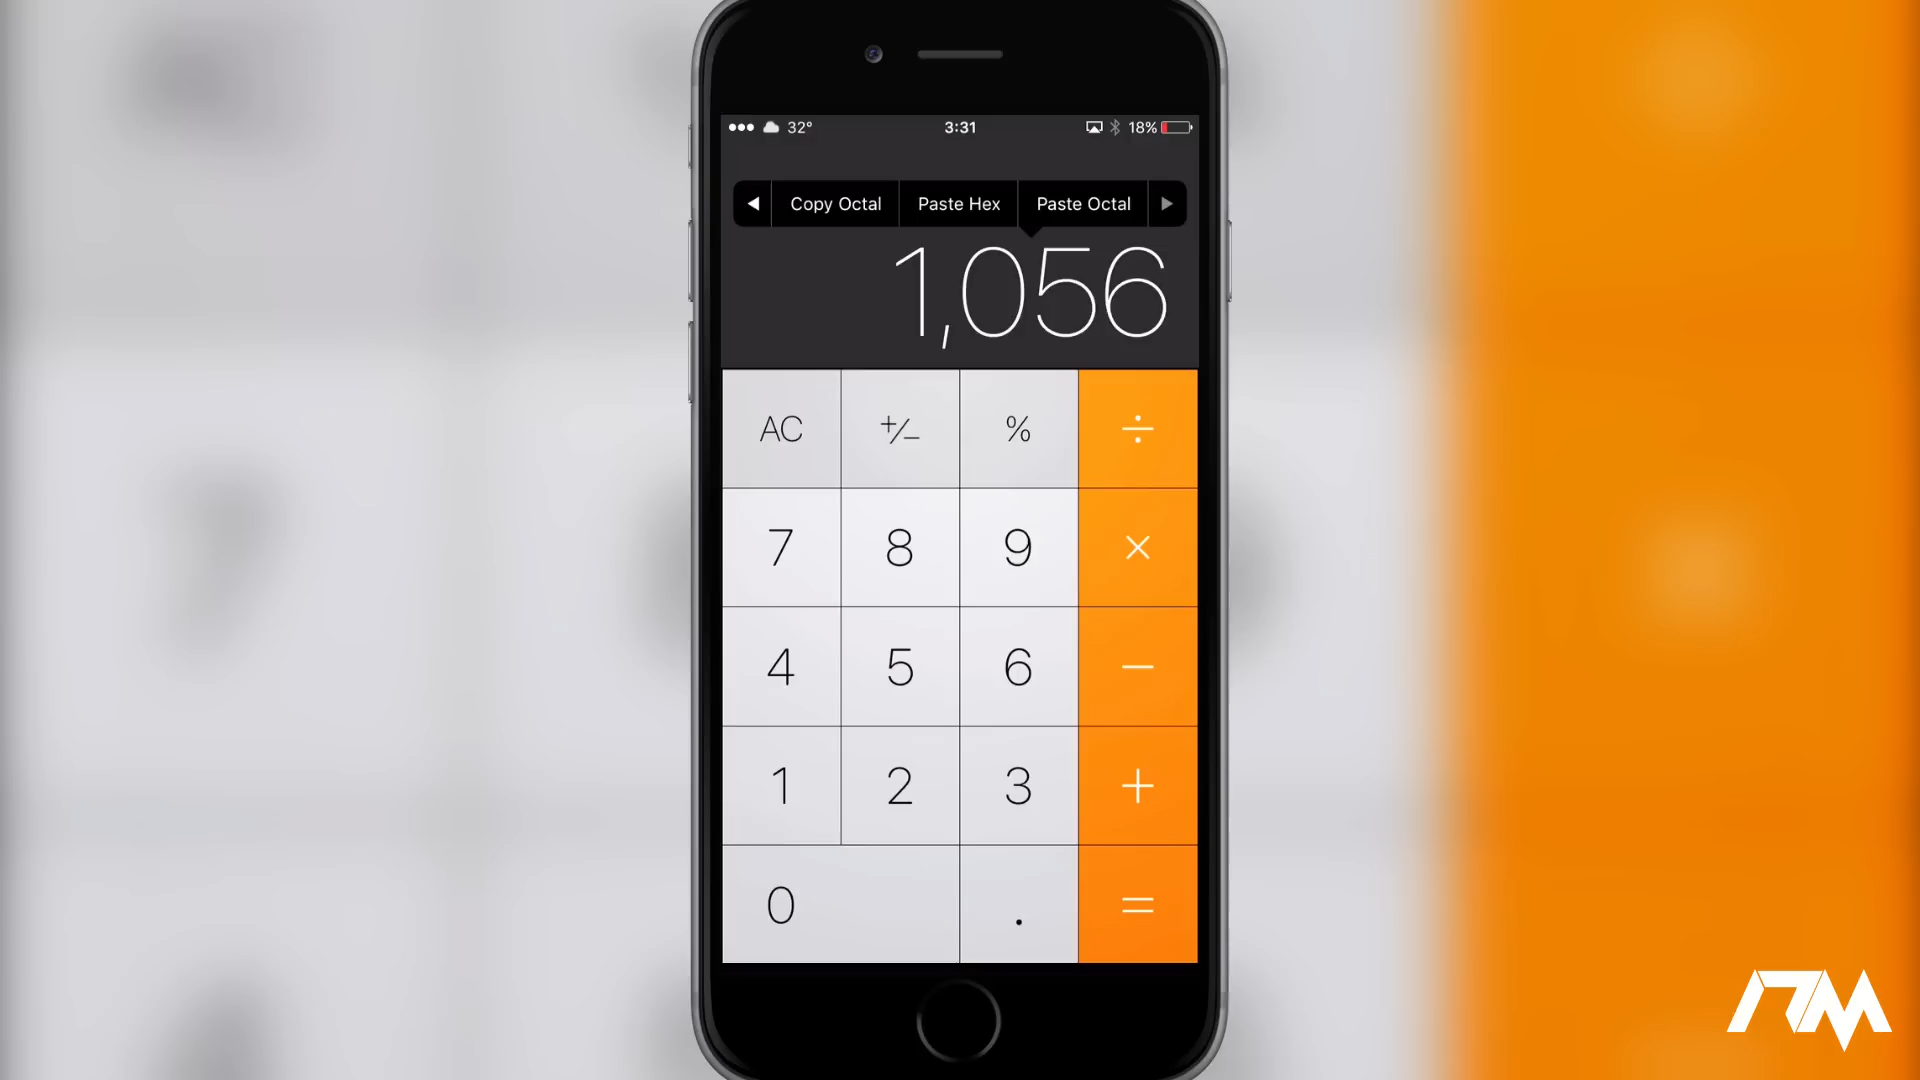 32° 3:31 18%
◀ Copy Octal Paste Hex Paste Octal ▶
1,056
AC +/− % ÷
7 8 9 ×
4 5 6 −
1 2 3 +
0 . =